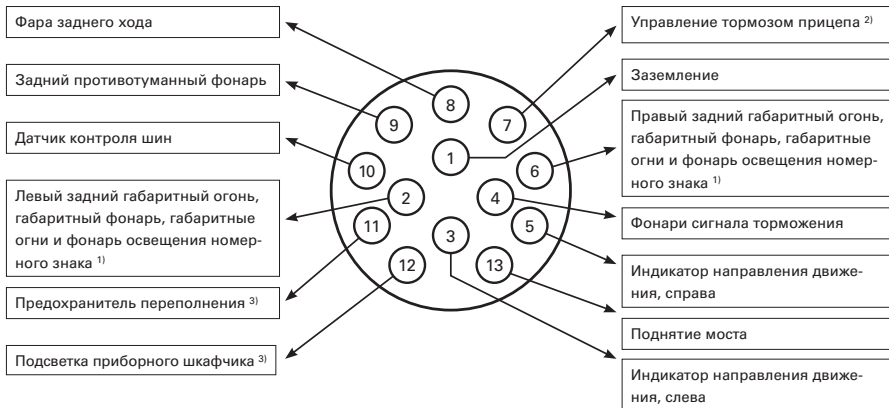 Фара заднего хода
Задний противотуманный фонарь
Датчик контроля шин
Левый задний габаритный огонь,
габаритный фонарь, габаритные
огни и фонарь освещения номер-
ного знака 1)
Предохранитель переполнения 3)
Подсветка приборного шкафчика 3)
8
9
7
1
10
6
2
4
11
3
5
12
13
Управление тормозом прицепа 2)
Заземление
Правый задний габаритный огонь,
габаритный фонарь, габаритные
огни и фонарь освещения номер-
ного знака 1)
Фонари сигнала торможения
Индикатор направления движе-
ния, справа
Поднятие моста
Индикатор направления движе-
ния, слева